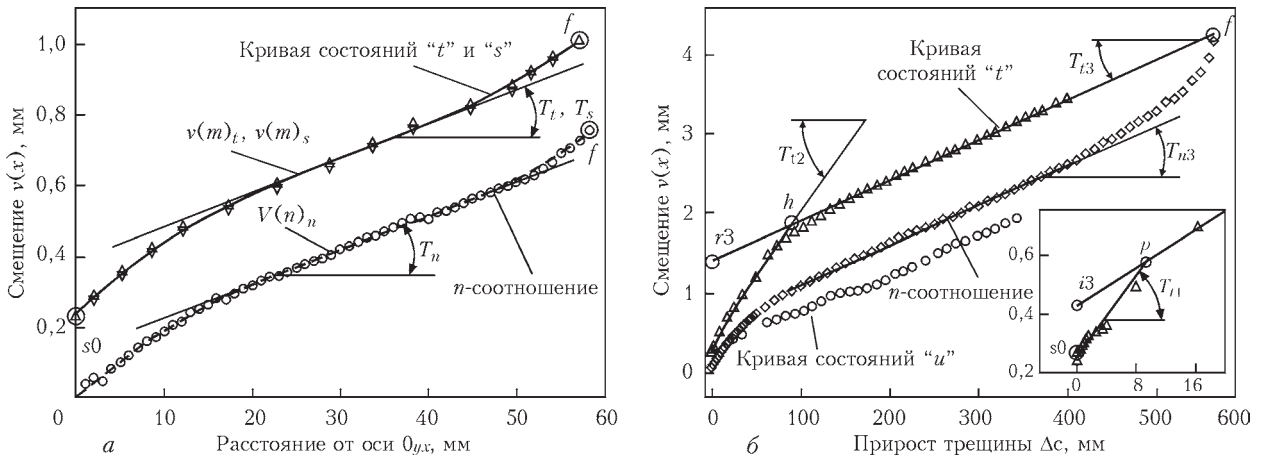 Смещение v(x), мм
1,0
0,8
0,6
0,4
0,2
0
10
20
30
40
50
60
Расстояние от оси 0yx, мм
а
f
Кривая состояний “t” и “s”
Tt, Ts
v(m)t, v(m)s
f
V(n)n
Tn
n-соотношение
s0
Смещение v(x), мм
4
3
2
1
0
0
100
200
300
400
500
600
Прирост трещины Δc, мм
б
f
Кривая
состояний “t”
Tt3
Tt2
Tn3
h
r3
n-соотношение
Кривая состояний “u”
0,6
0,4
0,2
0
8
16
p
i3
Tt1
s0